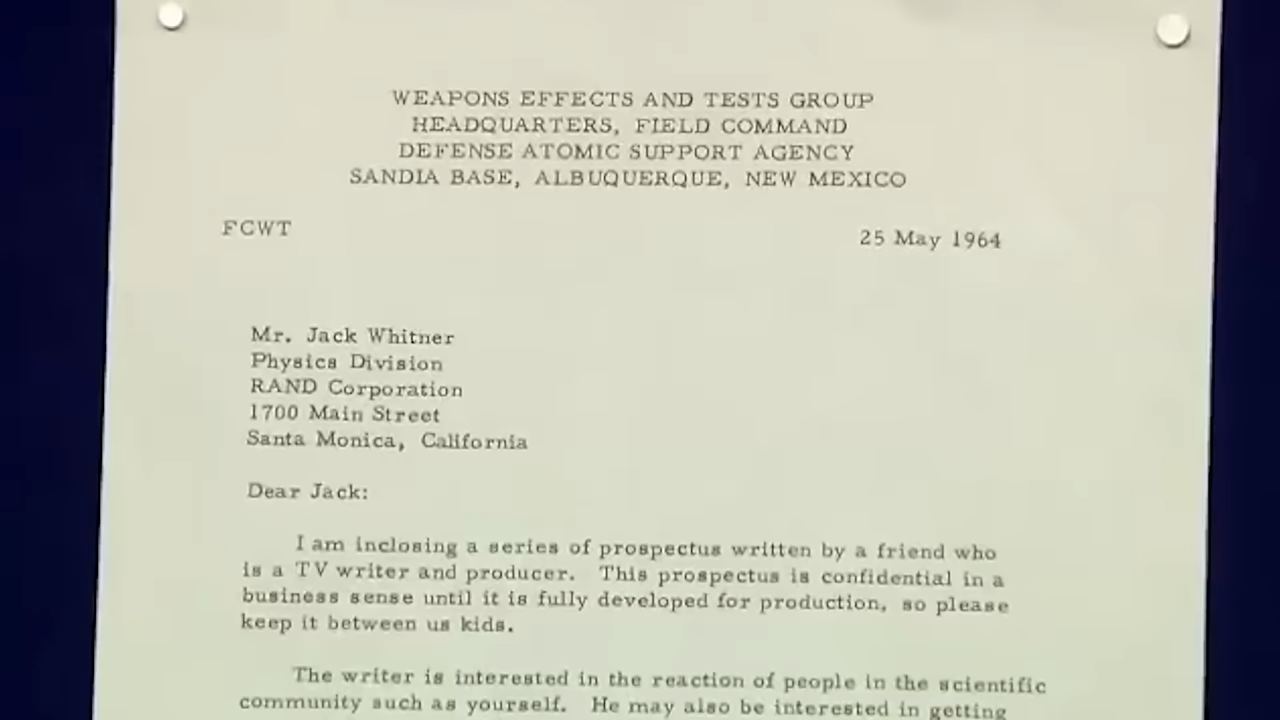 WEAPONS EFFECTS AND TESTS GROUP
HEADQUARTERS, FIELD COMMAND
DEFENSE ATOMIC SUPPORT AGENCY
SANDIA BASE, ALBUQUERQUE, NEW MEXICO
FCWT
25 May 1964
Mr. Jack Whitner
Physics Division
RAND Corporation
1700 Main Street
Santa Monica, California
Dear Jack:
I am inclosing a series of prospectus written by a friend who
is a TV writer and producer. This prospectus is confidential in a
business sense until it is fully developed for production, so please
keep it between us kids.
The writer is interested in the reaction of people in the scientific
community such as yourself. He may also be interested in getting